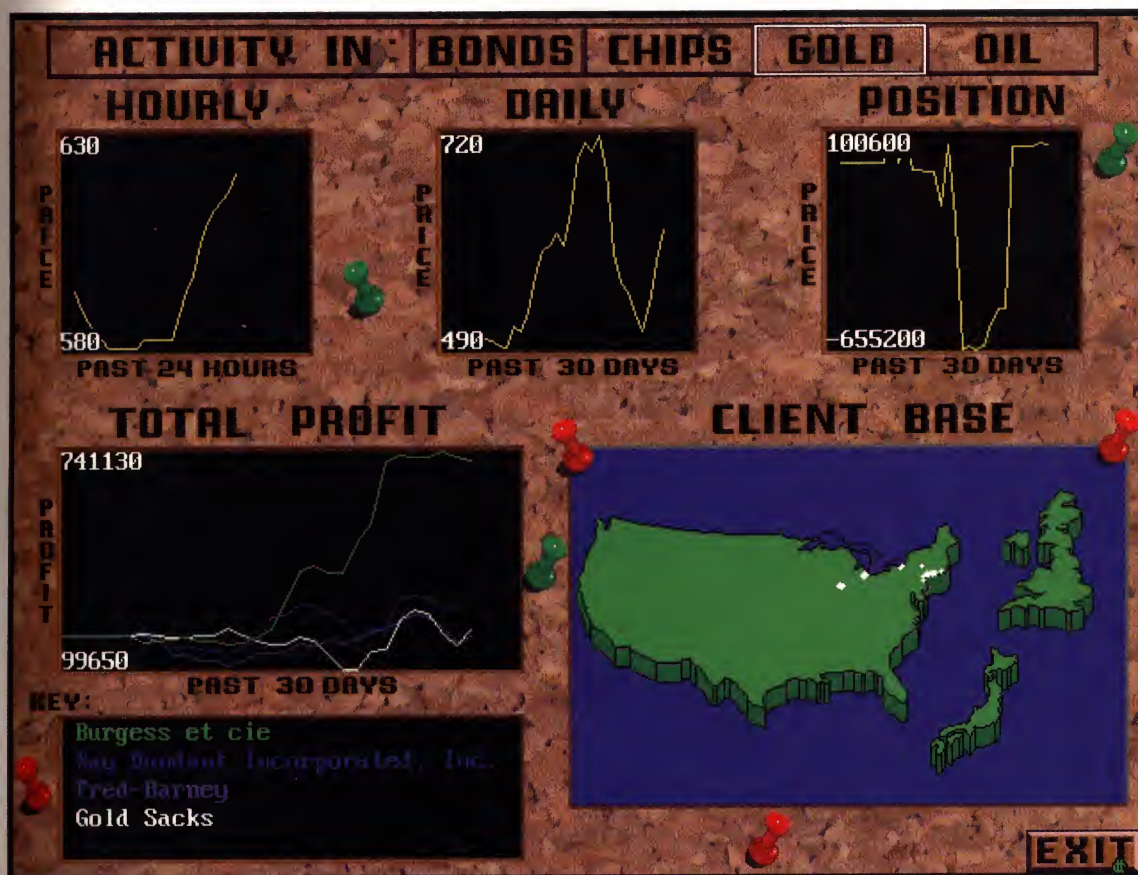 ACTIVITY IN: BONDS CHIPS GOLD OIL
HOURLY
630
PRICE
580
PAST 24 HOURS
DAILY
720
PRICE
490
PAST 30 DAYS
POSITION
100600
PRICE
-655200
PAST 30 DAYS
TOTAL PROFIT
741130
PROFIT
99650
PAST 30 DAYS
CLIENT BASE
KEY:
Burgess et cie
Incorporated, Inc.
Fred-Barney
Gold Sacks
EXIT